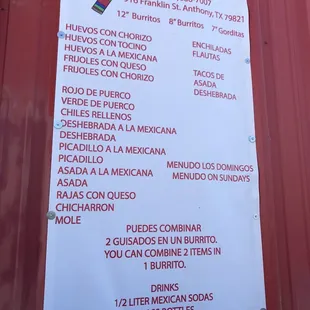 Franklin St. Anthony, TX 79821
12" Burritos 8" Burritos 7" Gorditas
HUEVOS CON CHORIZO
HUEVOS CON TOCINO
HUEVOS A LA MEXICANA
FRIJOLES CON QUESO
FRIJOLES CON CHORIZO
ENCHILADAS
FLAUTAS
TACOS DE
ASADA
DESHEBRADA
ROJO DE PUERCO
VERDE DE PUERCO
CHILES RELLENOS
DESHEBRADA A LA MEXICANA
DESHEBRADA
PICADILLO A LA MEXICANA
PICADILLO
ASADA A LA MEXICANA
ASADA
RAJAS CON QUESO
CHICHARRON
MOLE
MENUDO LOS DOMINGOS
MENUDO ON SUNDAYS
PUEDES COMBINAR
2 GUISADOS EN UN BURRITO.
YOU CAN COMBINE 2 ITEMS IN
1 BURRITO.
DRINKS
1/2 LITER MEXICAN SODAS
BOTTLES